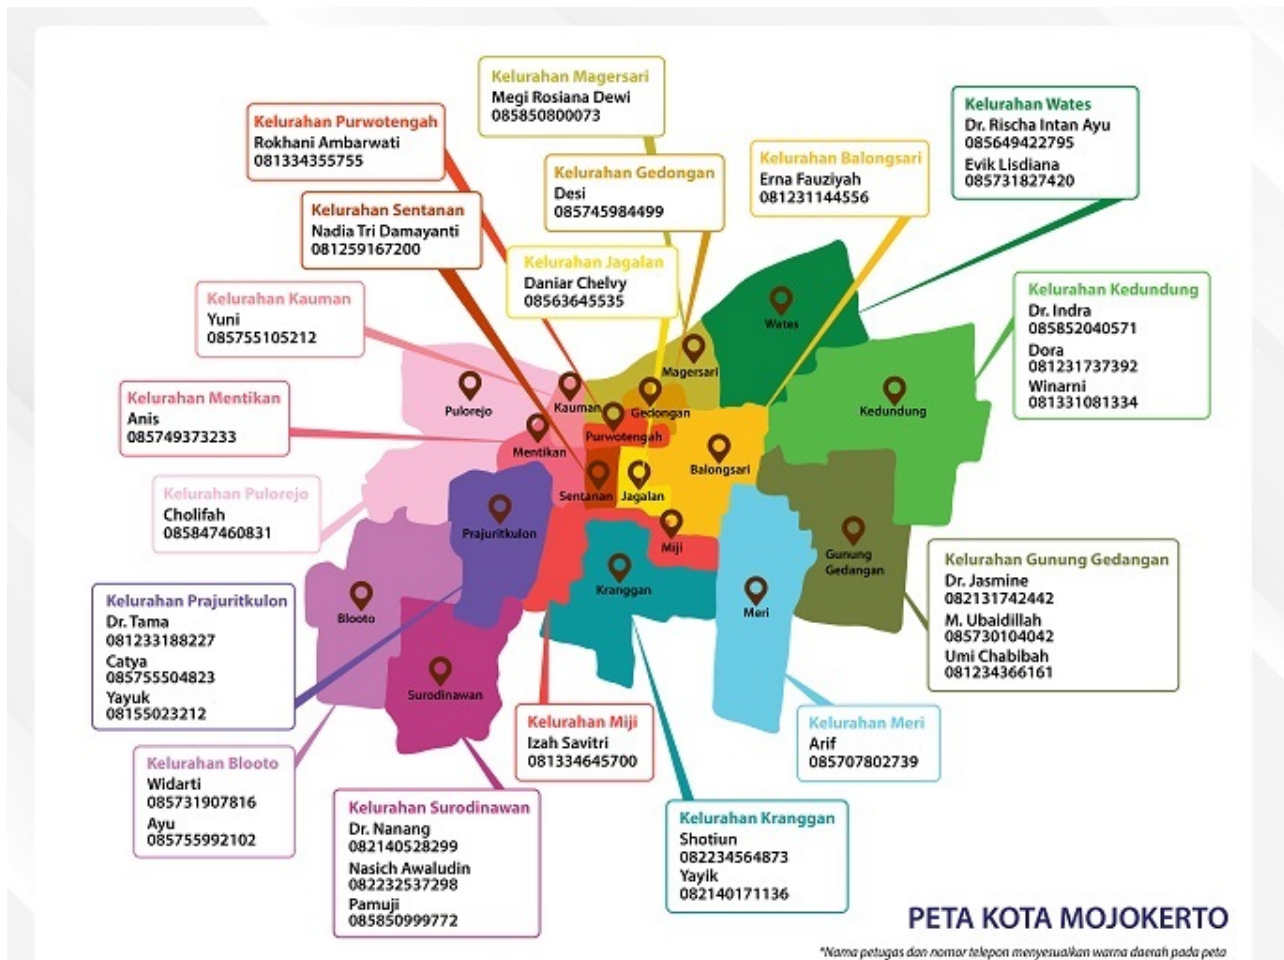 Kelurahan Magersari
Megi Rosiana Dewi
085850800073
Kelurahan Wates
Dr. Rischa Intan Ayu
085649422795
Evik Lisdiana
085731827420
Kelurahan Purwotengah
Rokhani Ambarwati
081334355755
Kelurahan Gedongan
Desi
085745984499
Kelurahan Balongsari
Erna Fauziyah
081231144556
Kelurahan Sentanan
Nadia Tri Damayanti
081259167200
Kelurahan Jagalan
Daniar Chelvy
08563645535
Kelurahan Kauman
Yuni
085755105212
Kelurahan Kedundung
Dr. Indra
085852040571
Dora
081231737392
Winarni
081331081334
Kelurahan Mentikan
Anis
085749373233
Kelurahan Pulorejo
Cholifah
085847460831
Wates
Magersari
Pulorejo
Kauman
Gedongan
Kedundung
Purwotengah
Mentikan
Balongsari
Sentanan
Jagalan
Prajuritkulon
Miji
Gunung
Gedangan
Kranggan
Meri
Blooto
Surodinawan
Kelurahan Prajuritkulon
Dr. Tama
081233188227
Catya
085755504823
Yayuk
08155023212
Kelurahan Gunung Gedangan
Dr. Jasmine
082131742442
M. Ubaidillah
085730104042
Umi Chabibah
081234366161
Kelurahan Blooto
Widarti
085731907816
Ayu
085755992102
Kelurahan Miji
Izah Savitri
081334645700
Kelurahan Meri
Arif
085707802739
Kelurahan Surodinawan
Dr. Nanang
082140528299
Nasich Awaludin
082232537298
Pamuji
085850999772
Kelurahan Kranggan
Shotiun
082234564873
Yayik
082140171136
PETA KOTA MOJOKERTO
*Nama petugas dan nomor telepon menyesuaikan warna daerah pada peta